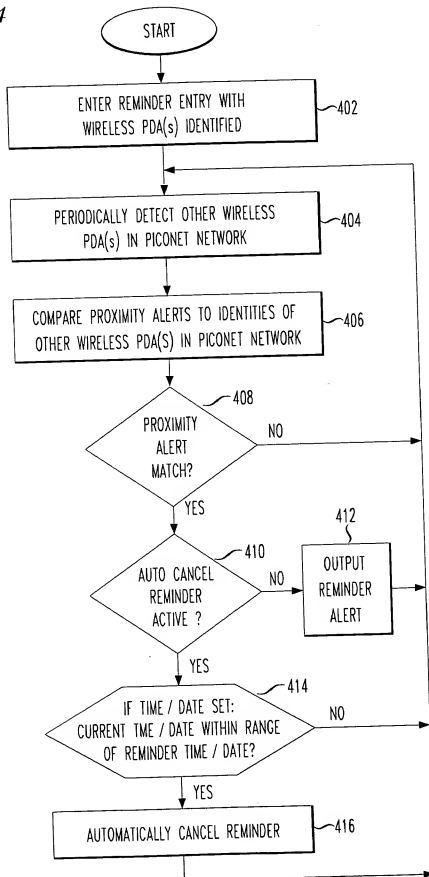 4
START
ENTER REMINDER ENTRY WITH
WIRELESS PDA(s) IDENTIFIED
402
PERIODICALLY DETECT OTHER WIRELESS
PDA(s) IN PICONET NETWORK
404
COMPARE PROXIMITY ALERTS TO IDENTITIES OF
OTHER WIRELESS PDA(S) IN PICONET NETWORK
406
408
PROXIMITY
ALERT
MATCH?
NO
YES
410
AUTO CANCEL
REMINDER
ACTIVE ?
NO
412
OUTPUT
REMINDER
ALERT
YES
414
IF TIME / DATE SET:
CURRENT TME / DATE WITHIN RANGE
OF REMINDER TIME / DATE?
NO
YES
AUTOMATICALLY CANCEL REMINDER
416